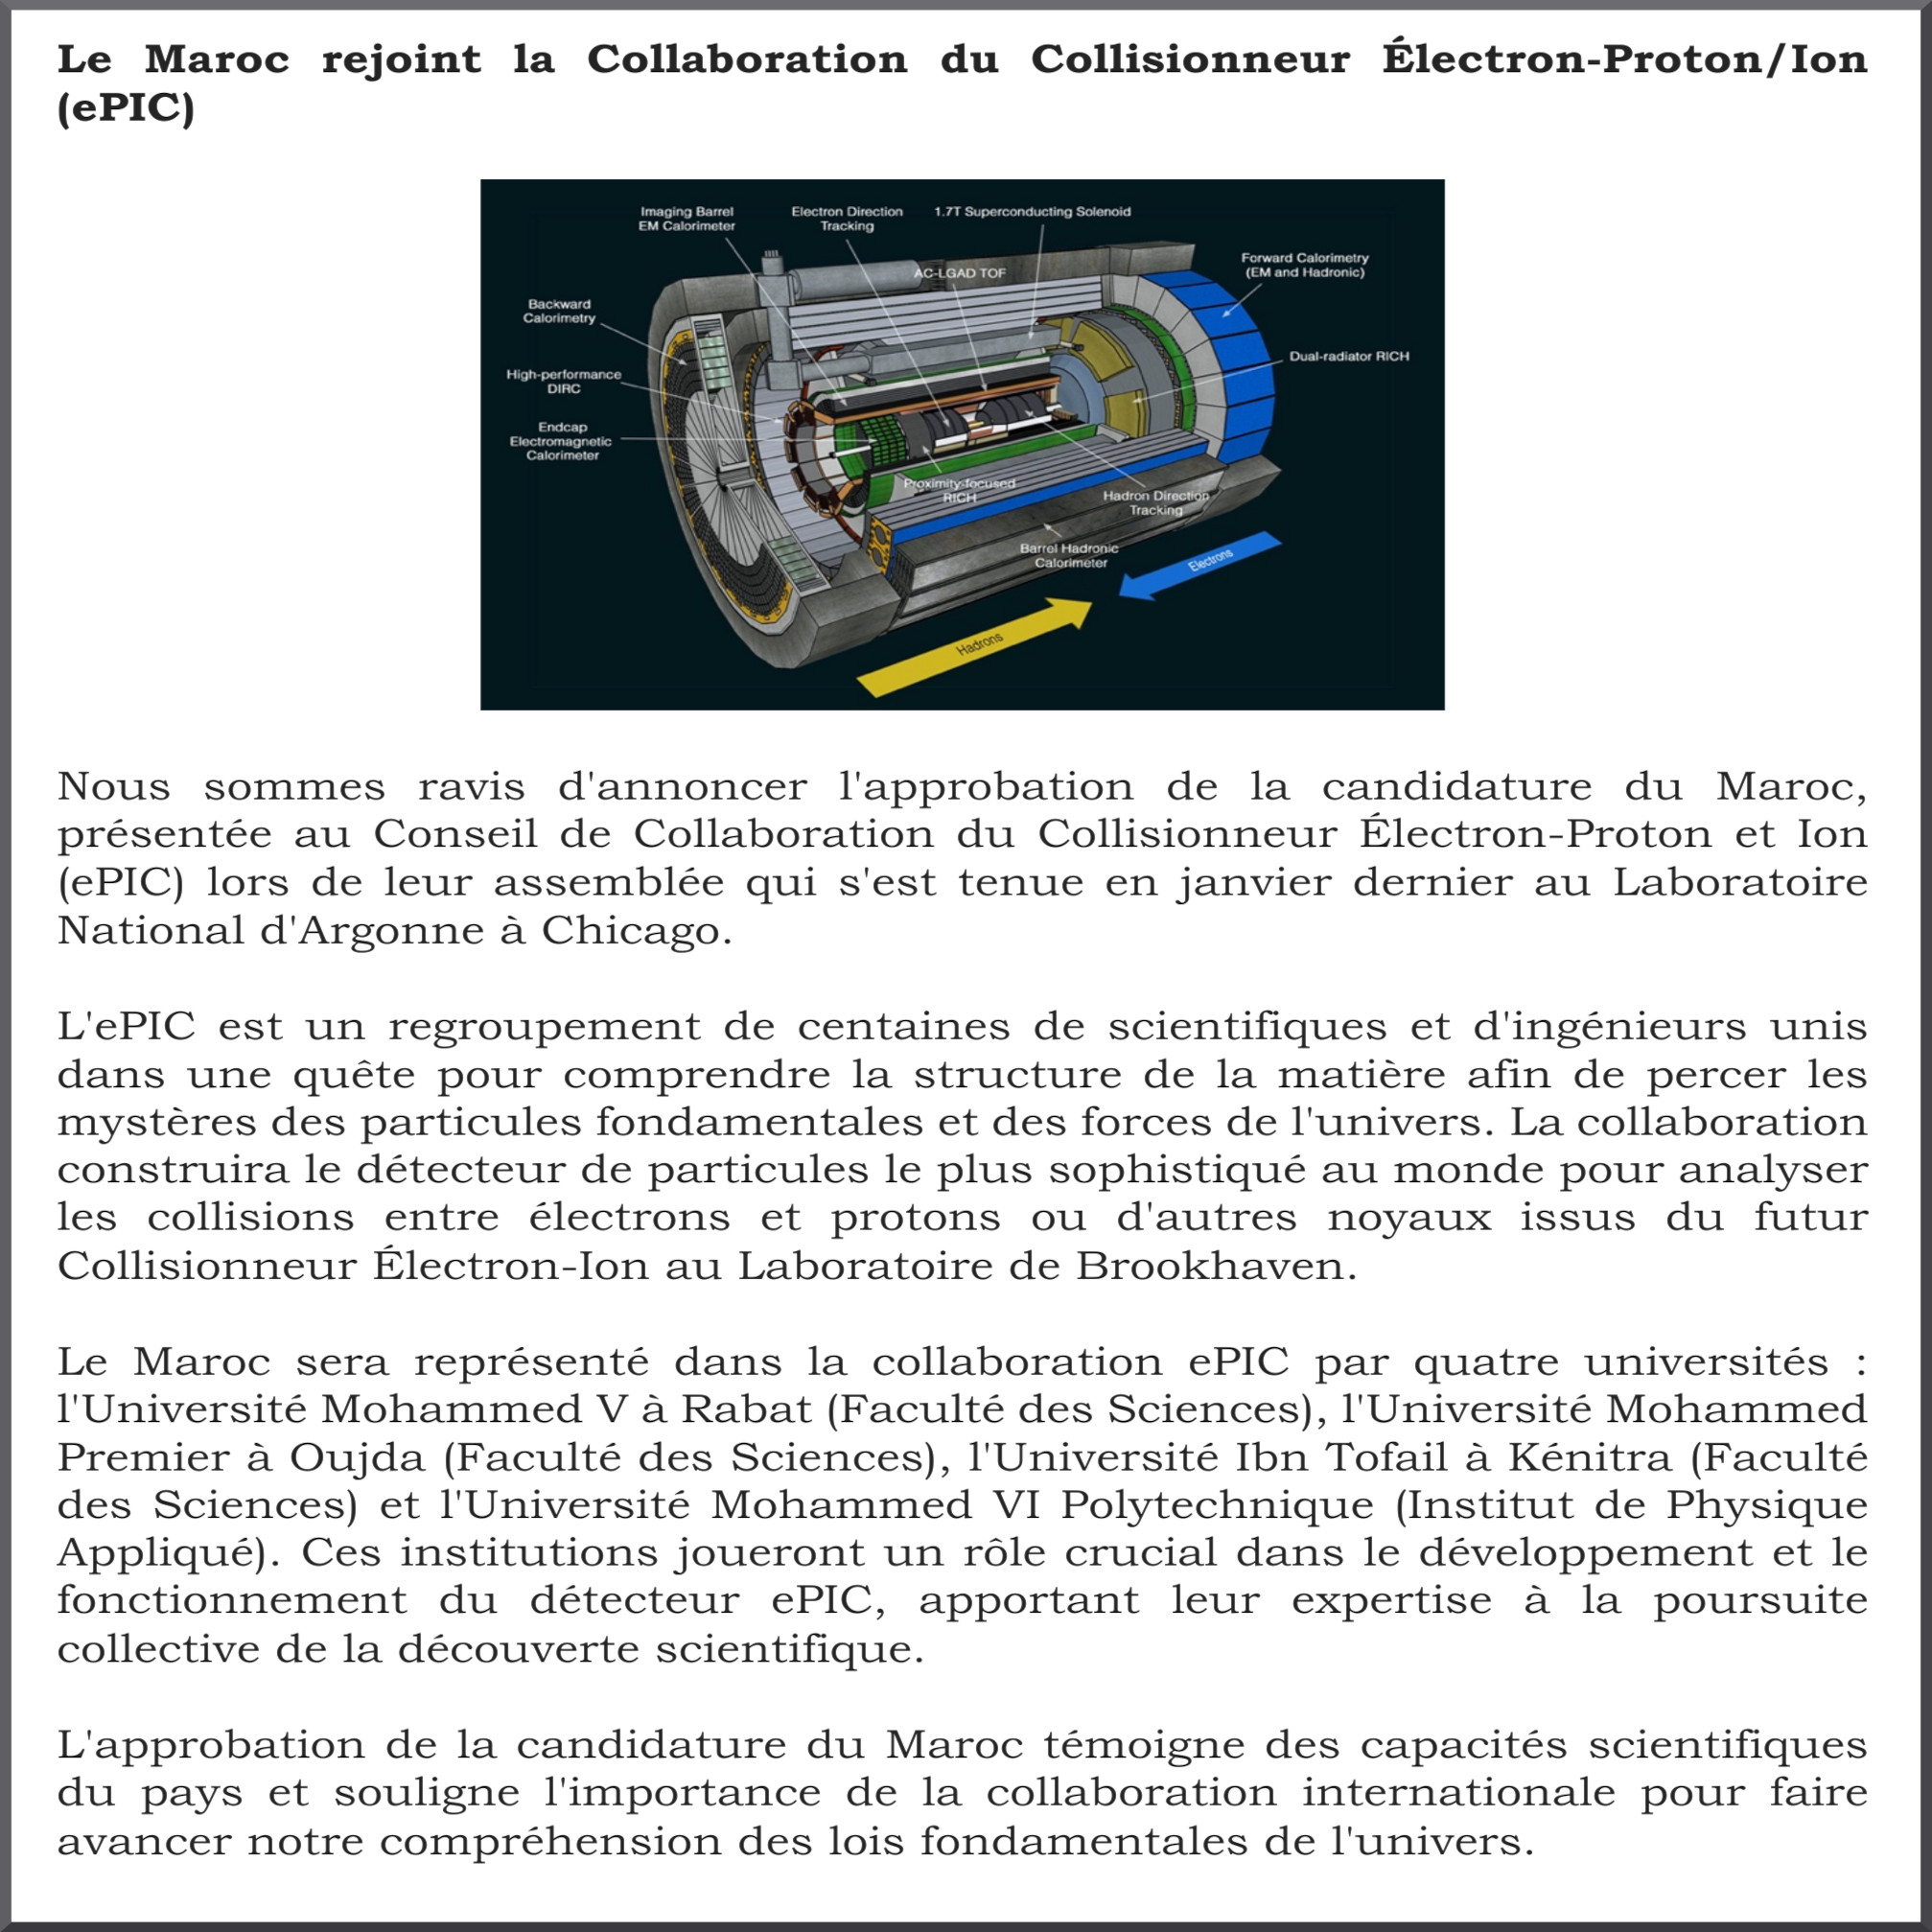 Le Maroc rejoint la Collaboration du Collisionneur Électron-Proton/Ion
(ePIC)
Imaging Barrel
EM Calorimeter
Electron Direction
Tracking
1.7T Superconducting Solenoid
AC-LGAD TOF
Forward Calorimetry
(EM and Hadronic)
Backward
Calorimetry
Dual-radiator RICH
High-performance
DIRC
Endcap
Electromagnetic
Calorimeter
Proximity-focused
RICH
Hadron Direction
Tracking
Barrel Hadronic
Calorimeter
Electrons
Hadrons
Nous sommes ravis d'annoncer l'approbation de la candidature du Maroc,
présentée au Conseil de Collaboration du Collisionneur Électron-Proton et Ion
(ePIC) lors de leur assemblée qui s'est tenue en janvier dernier au Laboratoire
National d'Argonne à Chicago.
L'ePIC est un regroupement de centaines de scientifiques et d'ingénieurs unis
dans une quête pour comprendre la structure de la matière afin de percer les
mystères des particules fondamentales et des forces de l'univers. La collaboration
construira le détecteur de particules le plus sophistiqué au monde pour analyser
les collisions entre électrons et protons ou d'autres noyaux issus du futur
Collisionneur Électron-Ion au Laboratoire de Brookhaven.
Le Maroc sera représenté dans la collaboration ePIC par quatre universités :
l'Université Mohammed V à Rabat (Faculté des Sciences), l'Université Mohammed
Premier à Oujda (Faculté des Sciences), l'Université Ibn Tofail à Kénitra (Faculté
des Sciences) et l'Université Mohammed VI Polytechnique (Institut de Physique
Appliqué). Ces institutions joueront un rôle crucial dans le développement et le
fonctionnement du détecteur ePIC, apportant leur expertise à la poursuite
collective de la découverte scientifique.
L'approbation de la candidature du Maroc témoigne des capacités scientifiques
du pays et souligne l'importance de la collaboration internationale pour faire
avancer notre compréhension des lois fondamentales de l'univers.